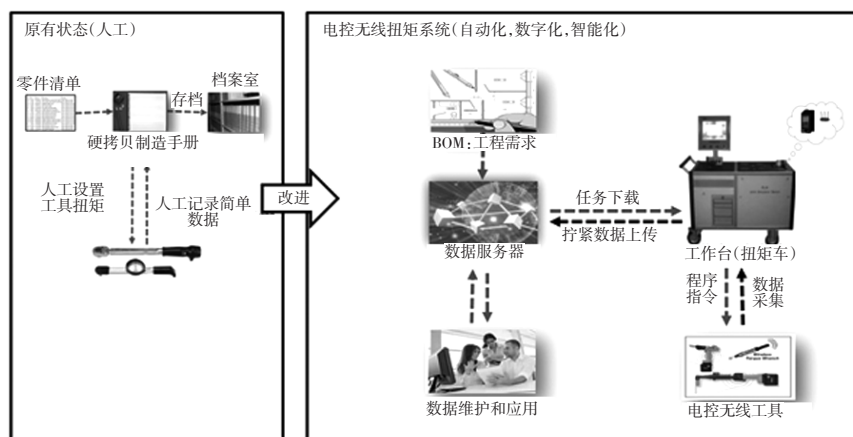 原有状态(人工)
零件清单
存档
档案室
硬拷贝制造手册
人工设置
工具扭矩
人工记录简单
数据
改进
电控无线扭矩系统(自动化,数字化,智能化)
BOM:工程需求
数据服务器
任务下载
拧紧数据上传
工作台(扭矩车)
程序
指令
数据
采集
数据维护和应用
Wireless
Torque Wrench
电控无线工具